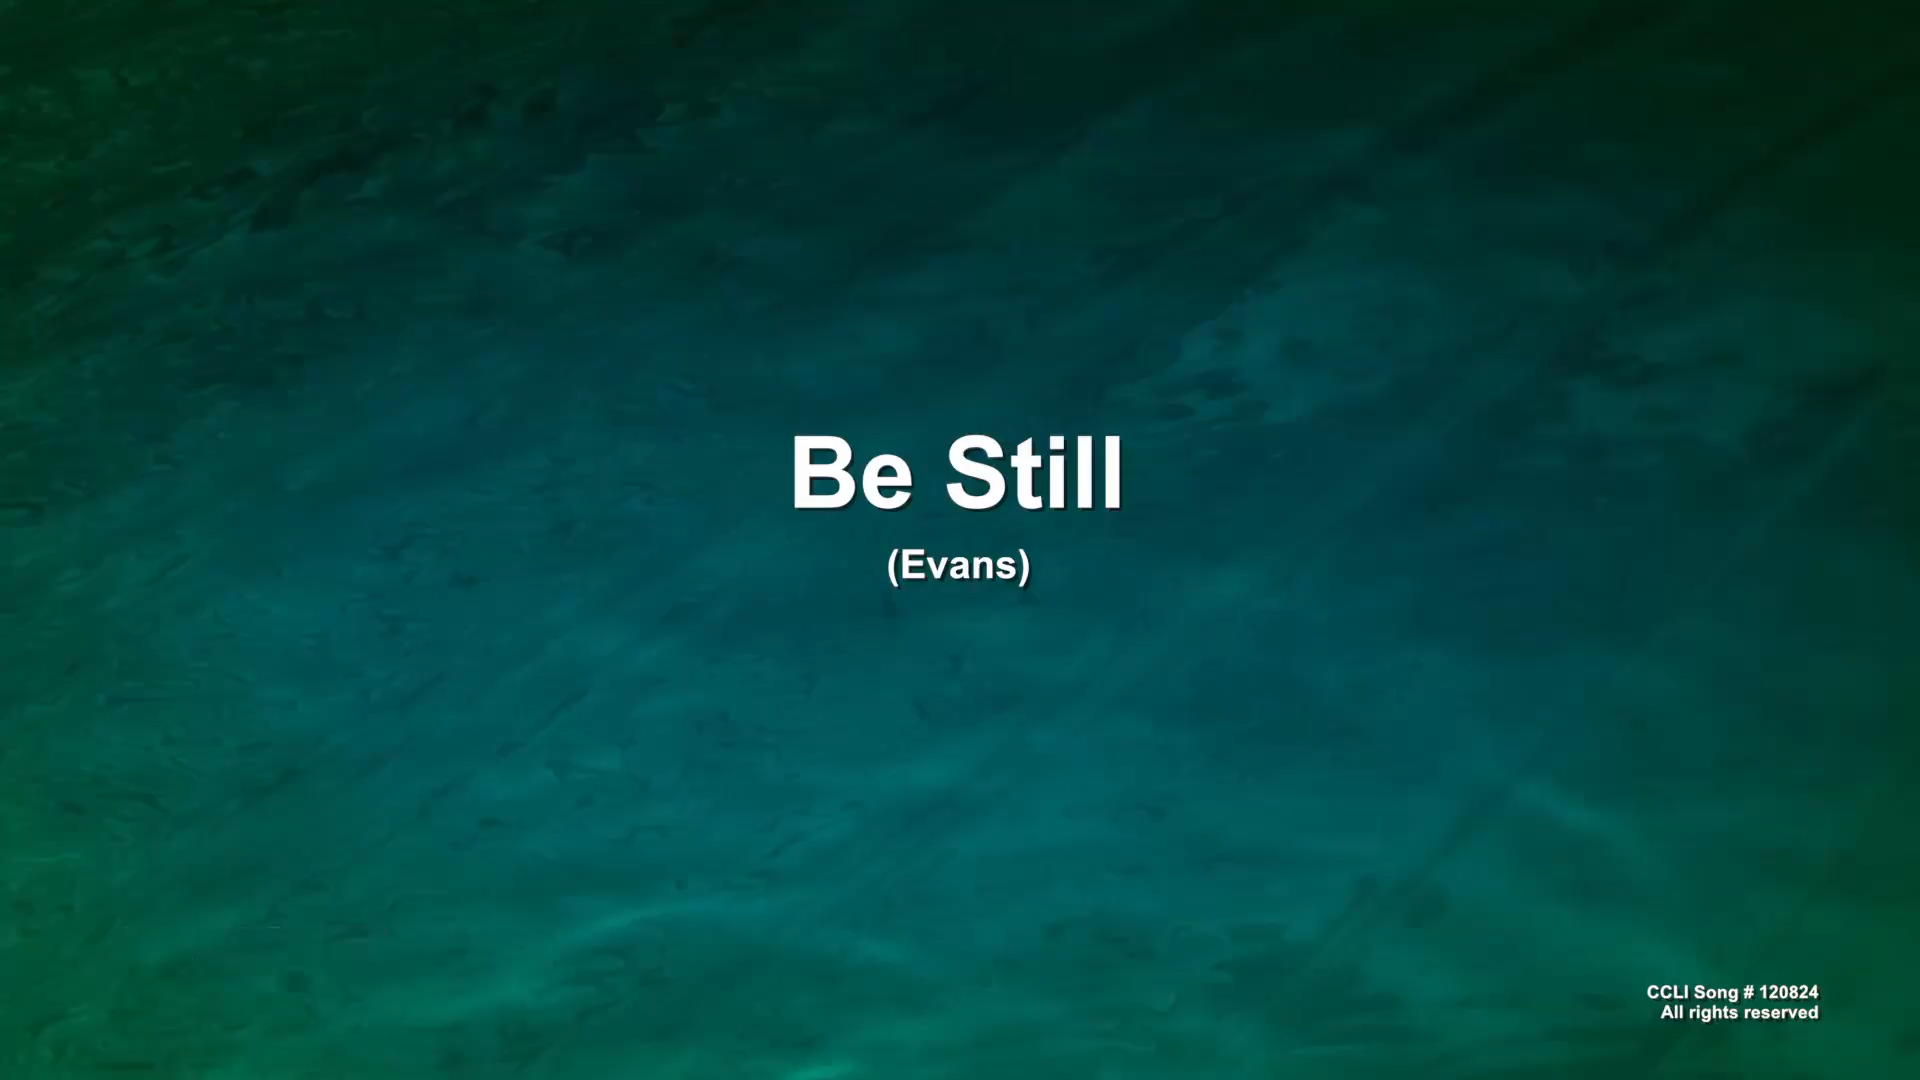 Be Still
(Evans)
CCLI Song # 120824
All rights reserved